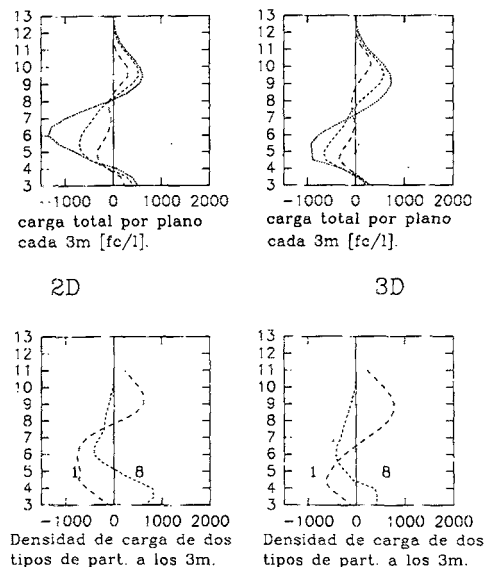 13 13
12 12
11 11
10 10
9 9
8 8
7 7
6 6
5 5
4 4
3 3
-1000 0 1000 2000 -1000 0 1000 2000
carga total por plano carga total por plano
cada 3m [fc/l]. cada 3m [fc/l].
2D 3D
13 13
12 12
11 11
10 10
9 9
8 8
7 7
6 6
5 1 8 5 1 8
4 4
3 3
-1000 0 1000 2000 -1000 0 1000 2000
Densidad de carga de dos Densidad de carga de dos
tipos de part. a los 3m. tipos de part. a los 3m.